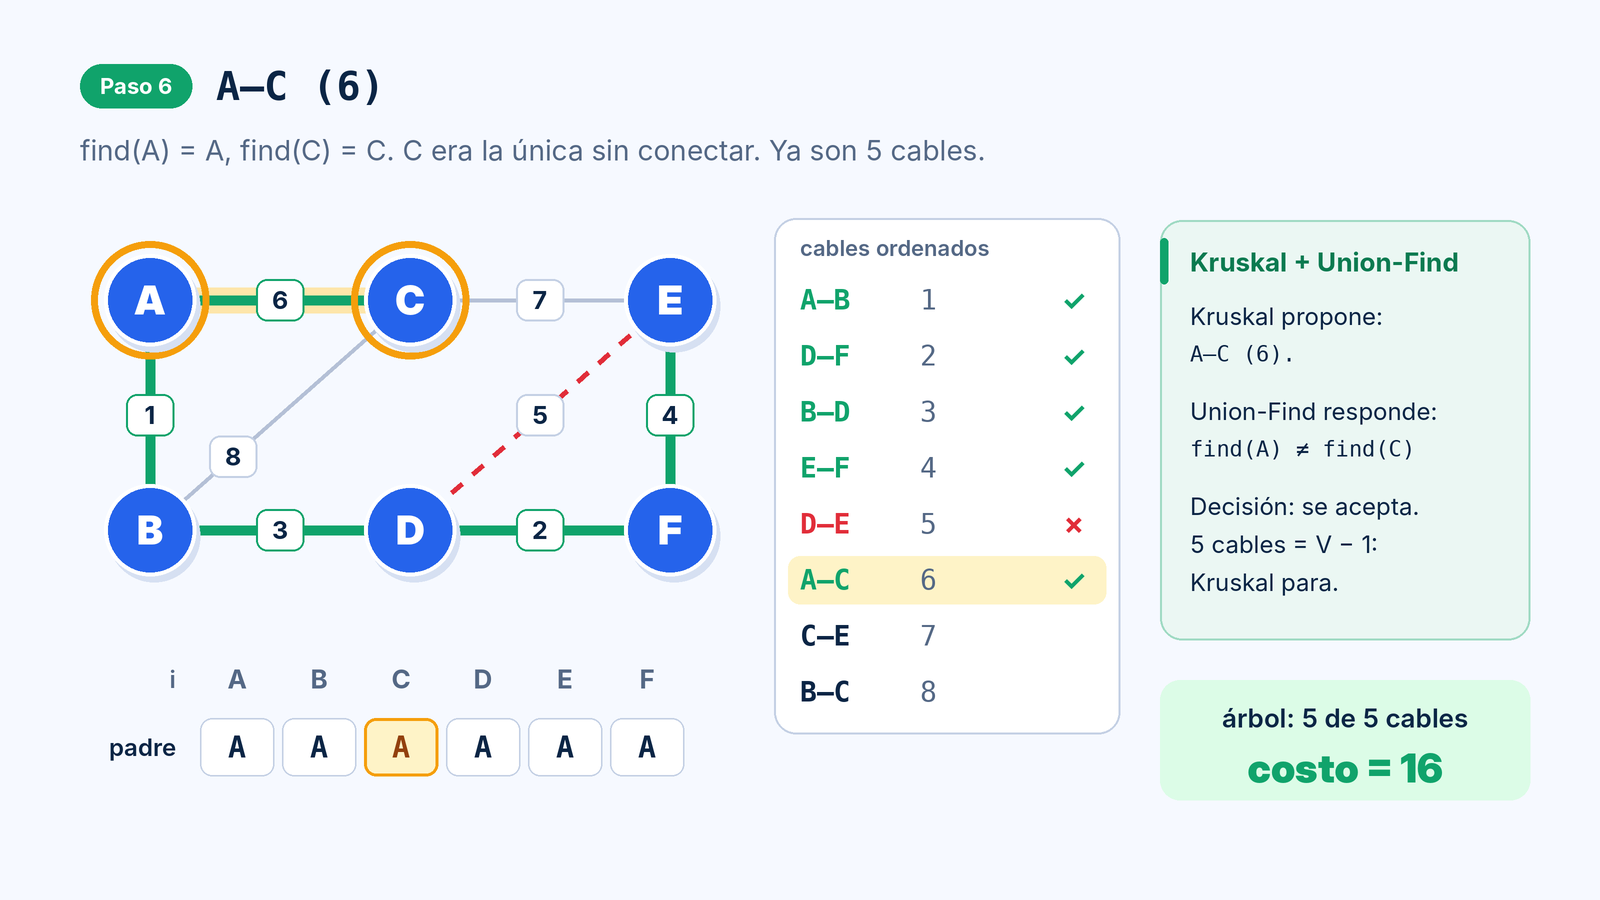 Paso 6
A—C (6)
find(A) = A, find(C) = C. C era la única sin conectar. Ya son 5 cables.
A
6
C
7
E
1
8
5
4
B
3
D
2
F
i A B C D E F
padre A A A A A A
cables ordenados
A—B 1 ✓
D—F 2 ✓
B—D 3 ✓
E—F 4 ✓
D—E 5 ×
A—C 6 ✓
C—E 7
B—C 8
Kruskal + Union-Find
Kruskal propone:
A—C (6).
Union-Find responde:
find(A) ≠ find(C)
Decisión: se acepta.
5 cables = V − 1:
Kruskal para.
árbol: 5 de 5 cables
costo = 16